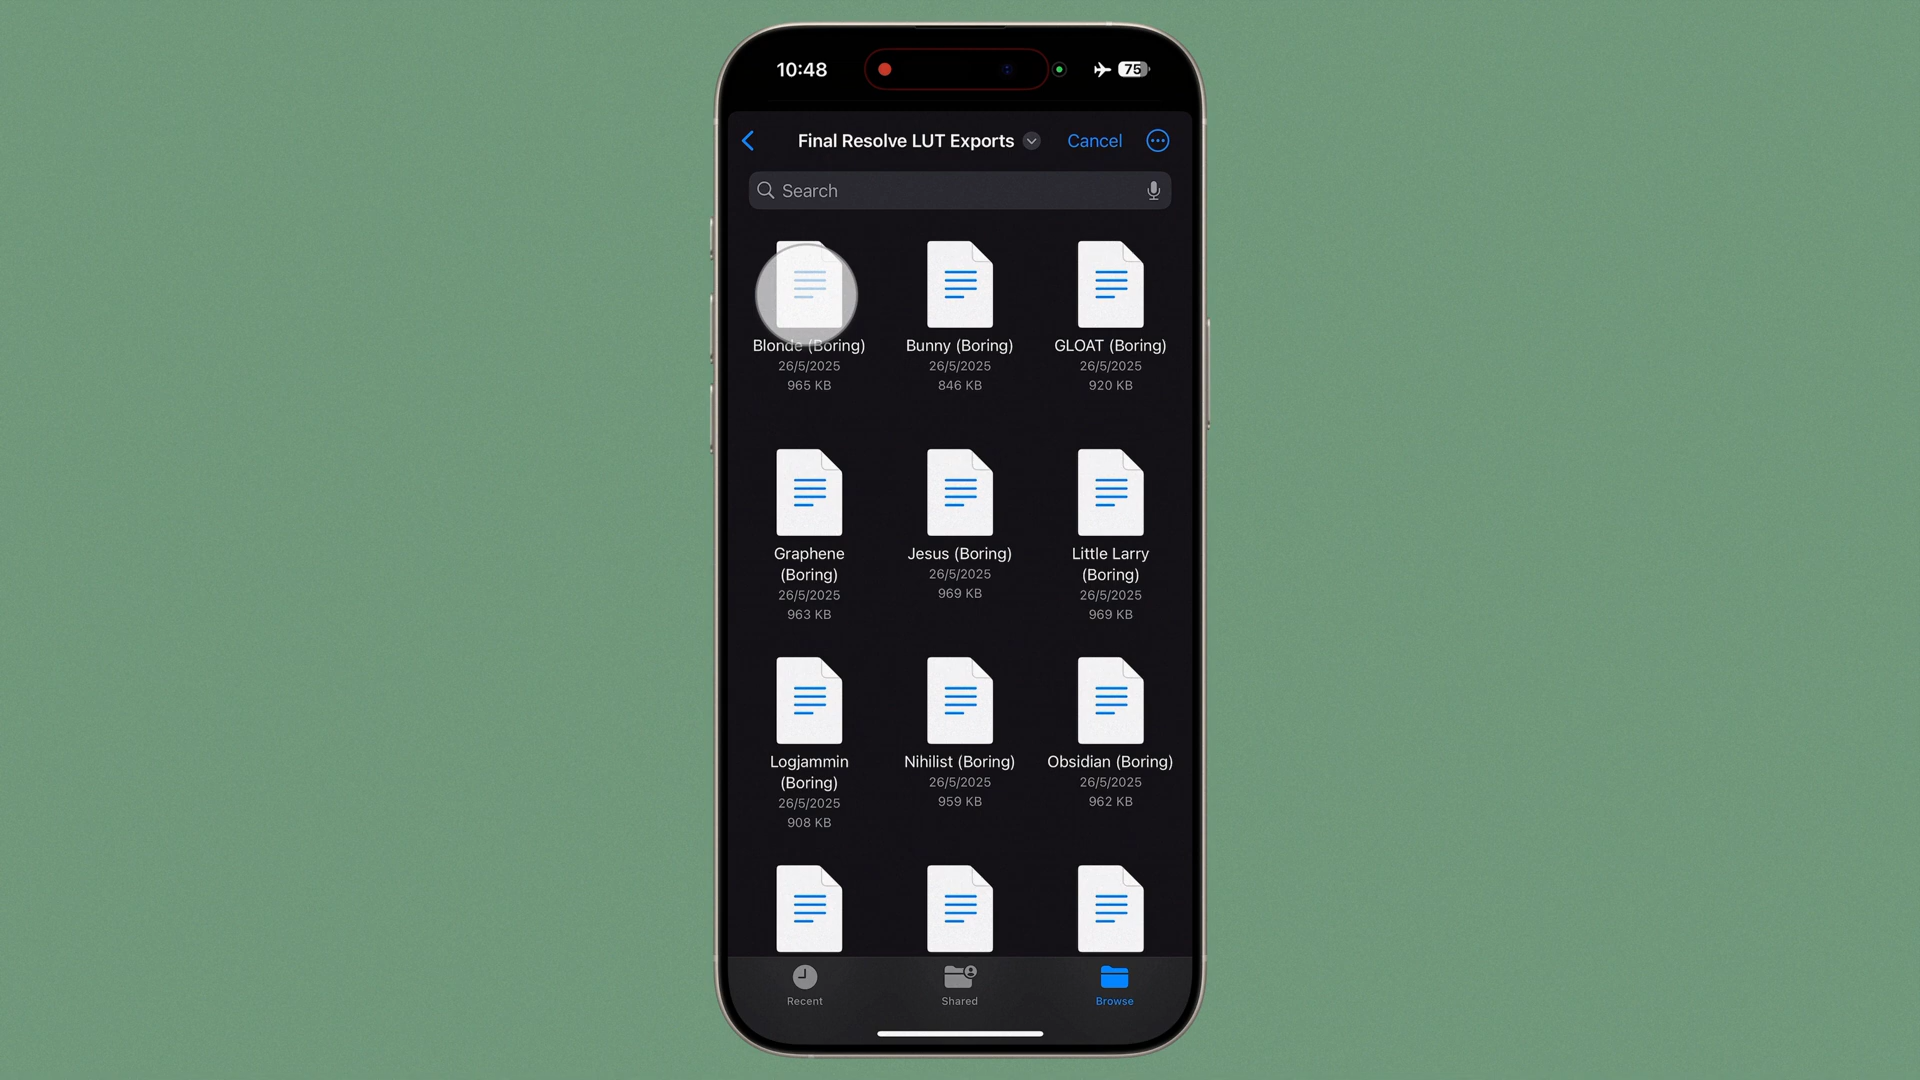 10:48
75
Final Resolve LUT Exports
Cancel
Search
Blonde (Boring)
26/5/2025
965 KB
Bunny (Boring)
26/5/2025
846 KB
GLOAT (Boring)
26/5/2025
920 KB
Graphene
(Boring)
26/5/2025
963 KB
Jesus (Boring)
26/5/2025
969 KB
Little Larry
(Boring)
26/5/2025
969 KB
Logjammin
(Boring)
26/5/2025
908 KB
Nihilist (Boring)
26/5/2025
959 KB
Obsidian (Boring)
26/5/2025
962 KB
Recent
Shared
Browse